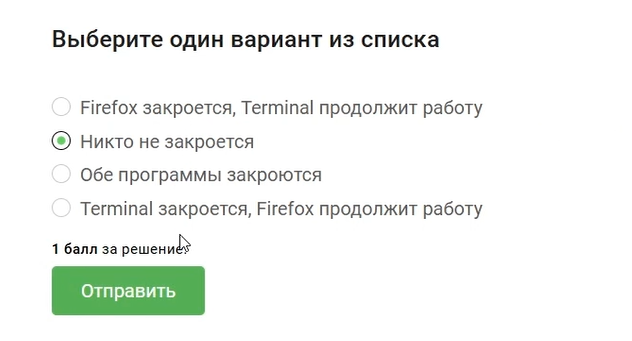 Выберите один вариант из списка
Firefox закроется, Terminal продолжит работу
Никто не закроется
Обе программы закроются
Terminal закроется, Firefox продолжит работу
1 балл за решение
Отправить